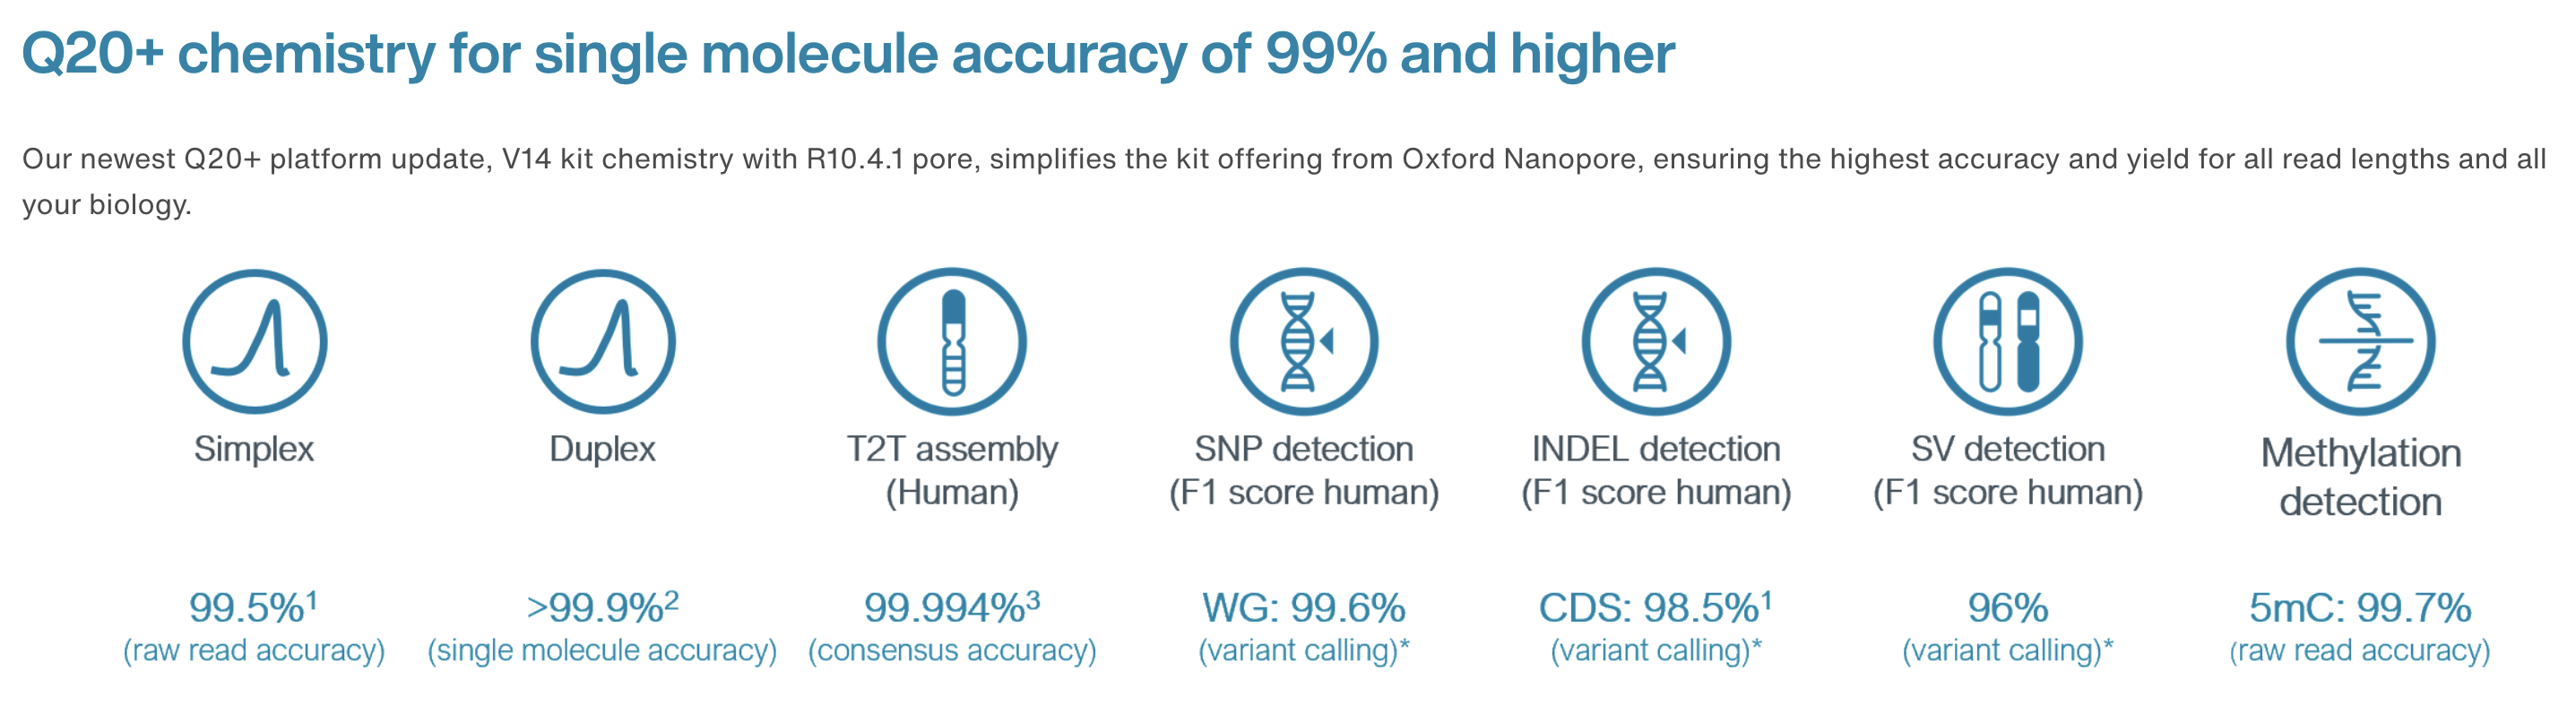 Q20+ chemistry for single molecule accuracy of 99% and higher
Our newest Q20+ platform update, V14 kit chemistry with R10.4.1 pore, simplifies the kit offering from Oxford Nanopore, ensuring the highest accuracy and yield for all read lengths and all
your biology.
Simplex
99.5%¹
(raw read accuracy)
Duplex
>99.9%²
(single molecule accuracy)
T2T assembly
(Human)
99.994%³
(consensus accuracy)
SNP detection
(F1 score human)
WG: 99.6%
(variant calling)*
INDEL detection
(F1 score human)
CDS: 98.5%¹
(variant calling)*
SV detection
(F1 score human)
96%
(variant calling)*
Methylation
detection
5mC: 99.7%
(raw read accuracy)